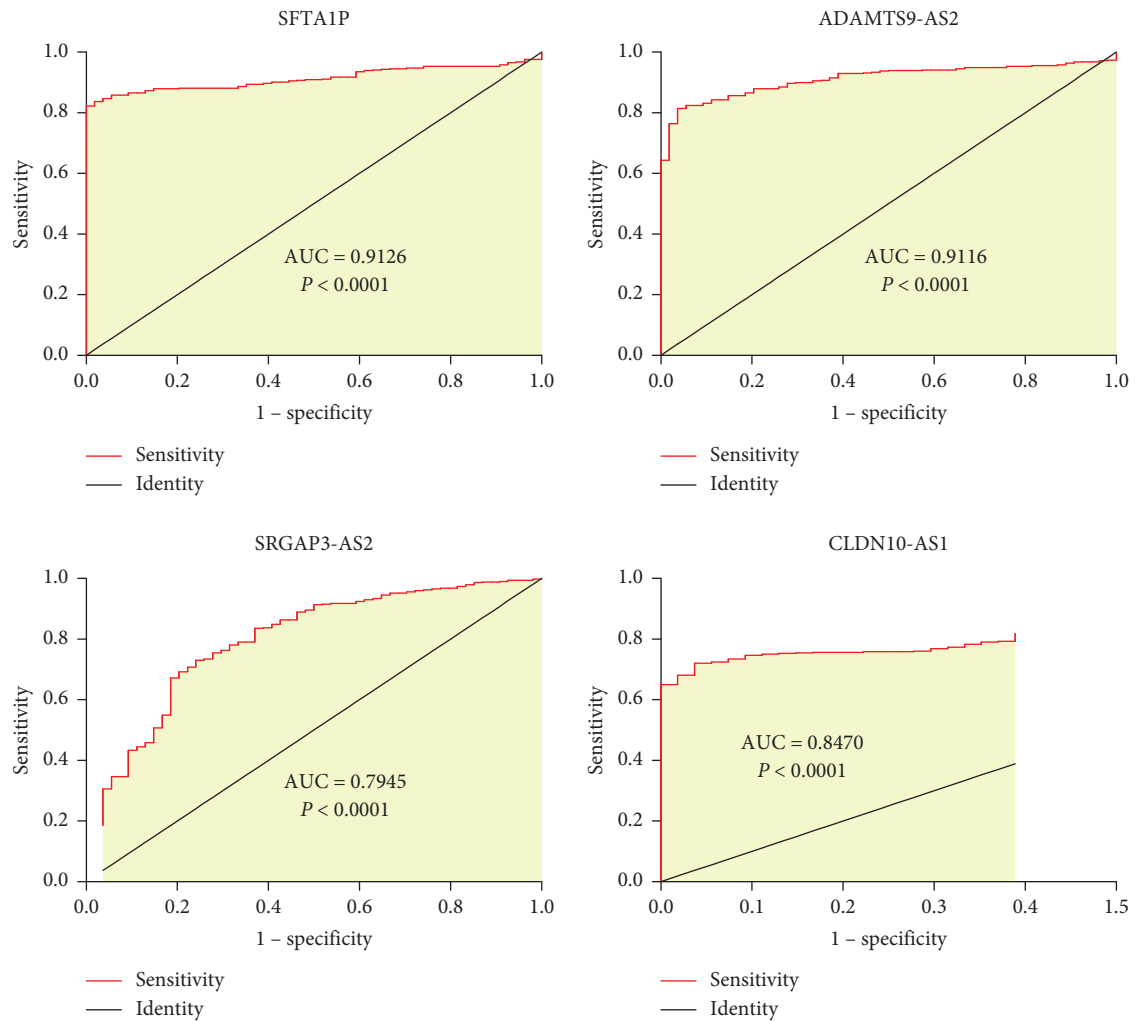 SFTA1P
1.0
0.8
0.6
0.4
0.2
0.0
Sensitivity
AUC = 0.9126
P < 0.0001
0.0 0.2 0.4 0.6 0.8 1.0
1 – specificity
Sensitivity
Identity
ADAMTS9-AS2
1.0
0.8
0.6
0.4
0.2
0.0
Sensitivity
AUC = 0.9116
P < 0.0001
0.0 0.2 0.4 0.6 0.8 1.0
1 – specificity
Sensitivity
Identity
SRGAP3-AS2
1.0
0.8
0.6
0.4
0.2
0.0
Sensitivity
AUC = 0.7945
P < 0.0001
0.0 0.2 0.4 0.6 0.8 1.0
1 – specificity
Sensitivity
Identity
CLDN10-AS1
1.0
0.8
0.6
0.4
0.2
0.0
Sensitivity
AUC = 0.8470
P < 0.0001
0.0 0.1 0.2 0.3 0.4 1.5
1 – specificity
Sensitivity
Identity